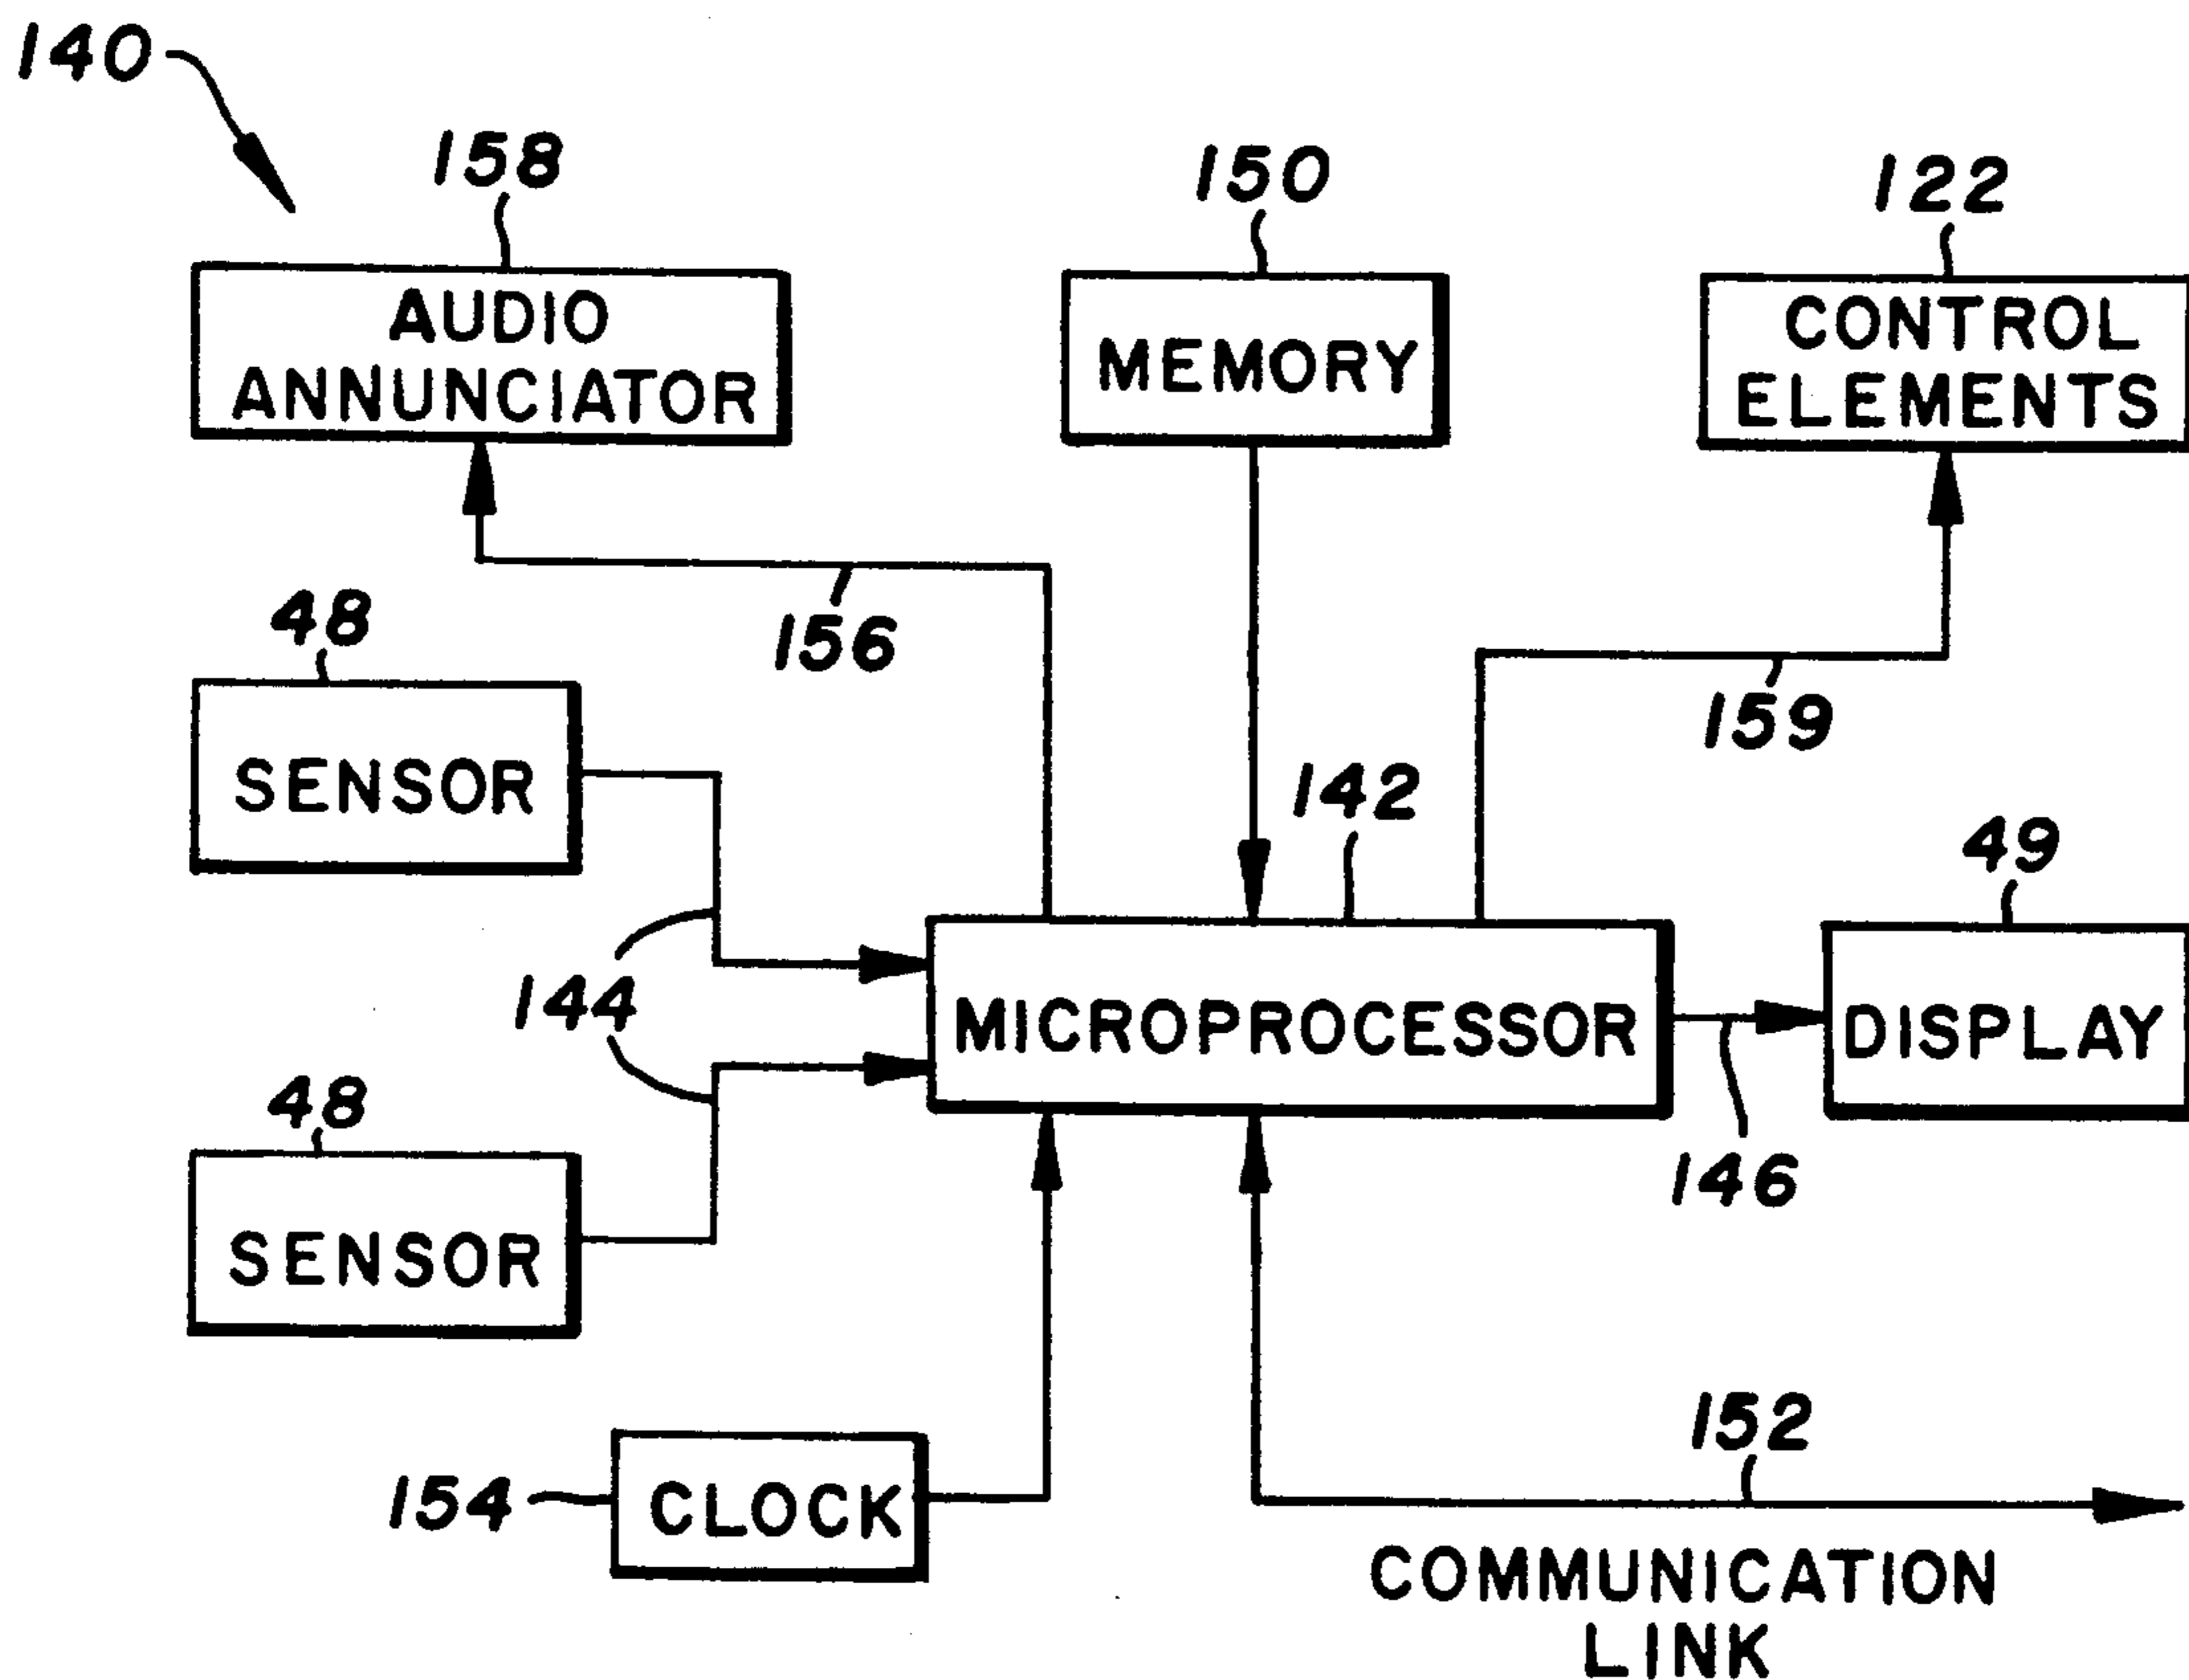 140
158
150
122
AUDIO
ANNUNCIATOR
MEMORY
CONTROL
ELEMENTS
156
159
48
SENSOR
144
142
49
MICROPROCESSOR
DISPLAY
146
48
SENSOR
154
CLOCK
152
COMMUNICATION
LINK